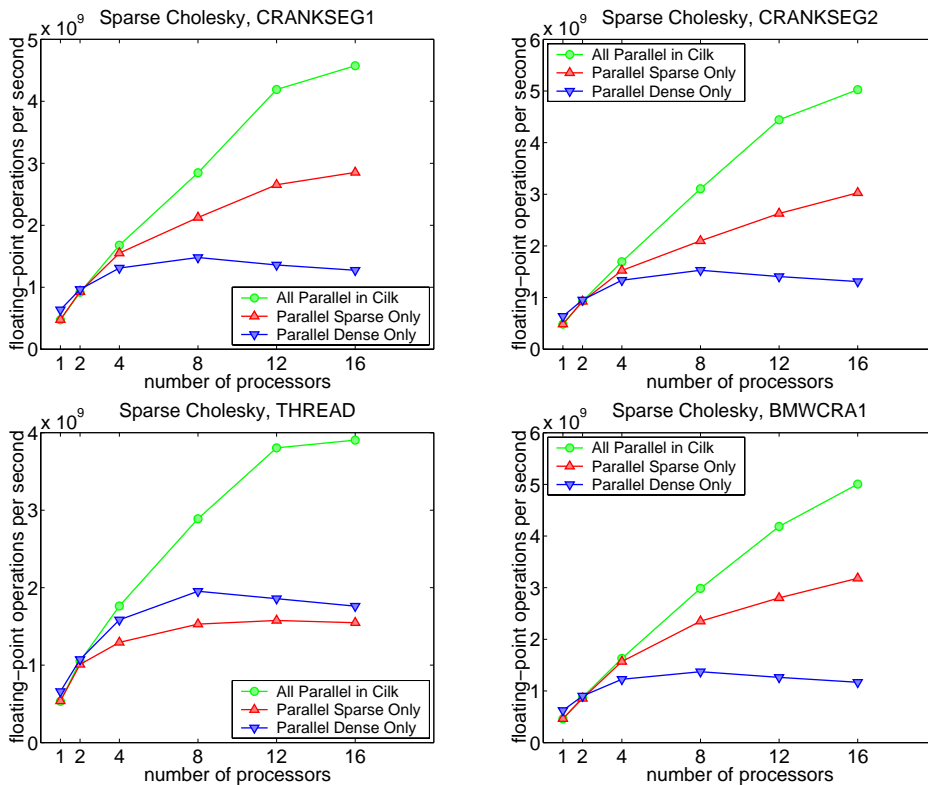 Sparse Cholesky, CRANKSEG1
x 10^9
5
4
3
2
1
0
floating−point operations per second
All Parallel in Cilk
Parallel Sparse Only
Parallel Dense Only
1 2 4 8 12 16
number of processors
Sparse Cholesky, CRANKSEG2
x 10^9
6
5
4
3
2
1
0
floating−point operations per second
All Parallel in Cilk
Parallel Sparse Only
Parallel Dense Only
1 2 4 8 12 16
number of processors
Sparse Cholesky, THREAD
x 10^9
4
3
2
1
0
floating−point operations per second
All Parallel in Cilk
Parallel Sparse Only
Parallel Dense Only
1 2 4 8 12 16
number of processors
Sparse Cholesky, BMWCRA1
x 10^9
6
5
4
3
2
1
0
floating−point operations per second
All Parallel in Cilk
Parallel Sparse Only
Parallel Dense Only
1 2 4 8 12 16
number of processors